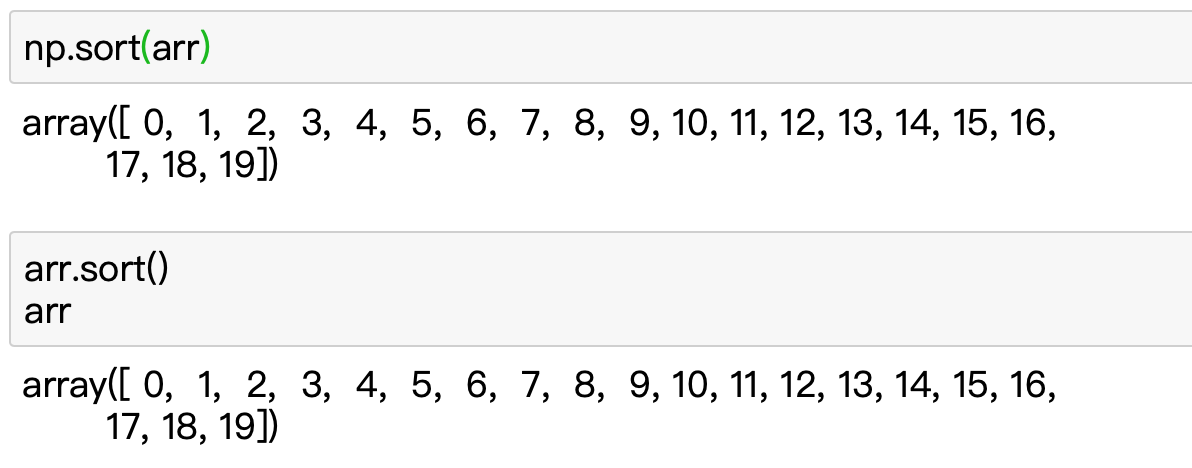 np.sort(arr)
array([ 0,  1,  2,  3,  4,  5,  6,  7,  8,  9, 10, 11, 12, 13, 14, 15, 16,
       17, 18, 19])
arr.sort()
arr
array([ 0,  1,  2,  3,  4,  5,  6,  7,  8,  9, 10, 11, 12, 13, 14, 15, 16,
       17, 18, 19])